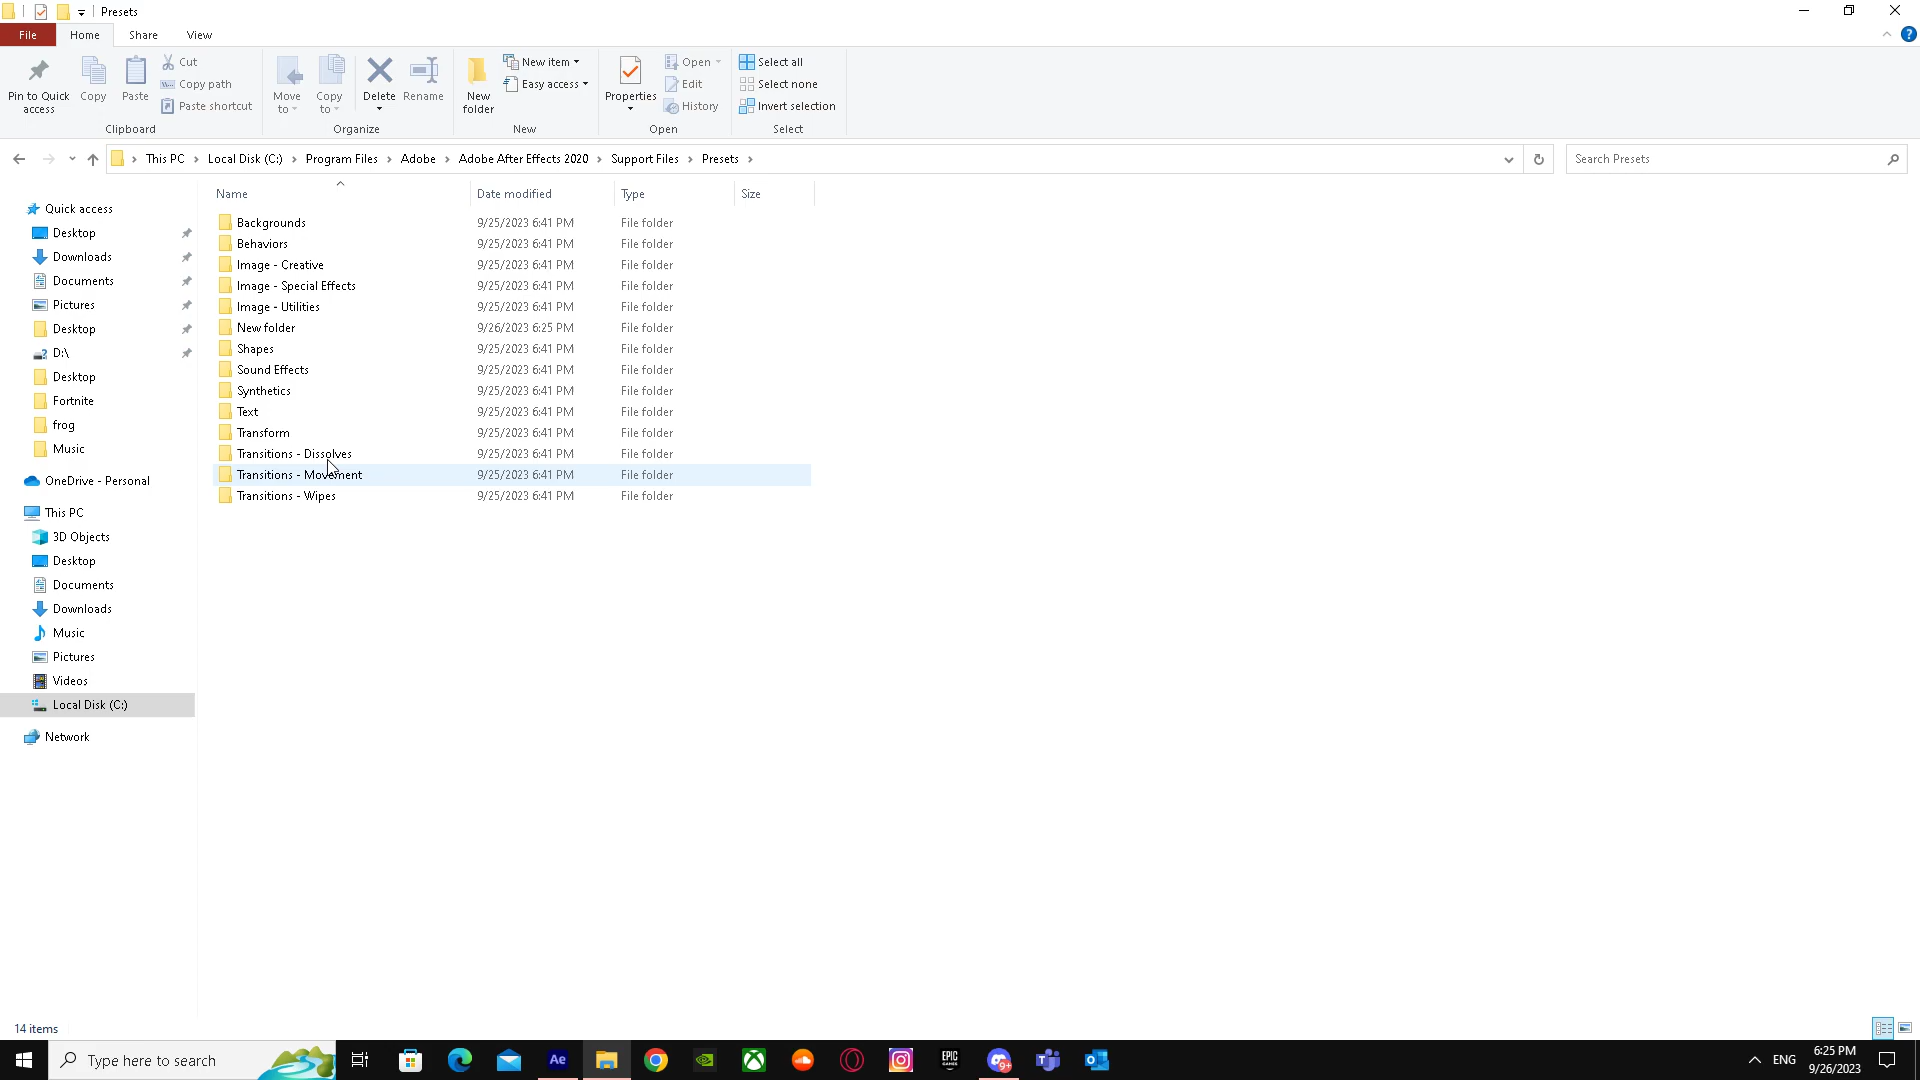 Presets
File Home Share View
Pin to Quick access
Copy
Paste
Cut
Copy path
Paste shortcut
Clipboard
Move to
Copy to
Delete
Rename
Organize
New folder
New item
Easy access
New
Properties
Open
Edit
History
Open
Select all
Select none
Invert selection
Select
This PC > Local Disk (C:) > Program Files > Adobe > Adobe After Effects 2020 > Support Files > Presets >
Search Presets
Name Date modified Type Size
Backgrounds 9/25/2023 6:41 PM File folder
Behaviors 9/25/2023 6:41 PM File folder
Image - Creative 9/25/2023 6:41 PM File folder
Image - Special Effects 9/25/2023 6:41 PM File folder
Image - Utilities 9/25/2023 6:41 PM File folder
New folder 9/26/2023 6:25 PM File folder
Shapes 9/25/2023 6:41 PM File folder
Sound Effects 9/25/2023 6:41 PM File folder
Synthetics 9/25/2023 6:41 PM File folder
Text 9/25/2023 6:41 PM File folder
Transform 9/25/2023 6:41 PM File folder
Transitions - Dissolves 9/25/2023 6:41 PM File folder
Transitions - Movement 9/25/2023 6:41 PM File folder
Transitions - Wipes 9/25/2023 6:41 PM File folder
Quick access
Desktop
Downloads
Documents
Pictures
Desktop
D:\
Desktop
Fortnite
frog
Music
OneDrive - Personal
This PC
3D Objects
Desktop
Documents
Downloads
Music
Pictures
Videos
Local Disk (C:)
Network
14 items
Type here to search
Ae
EPIC GAMES
9+
ENG
6:25 PM
9/26/2023